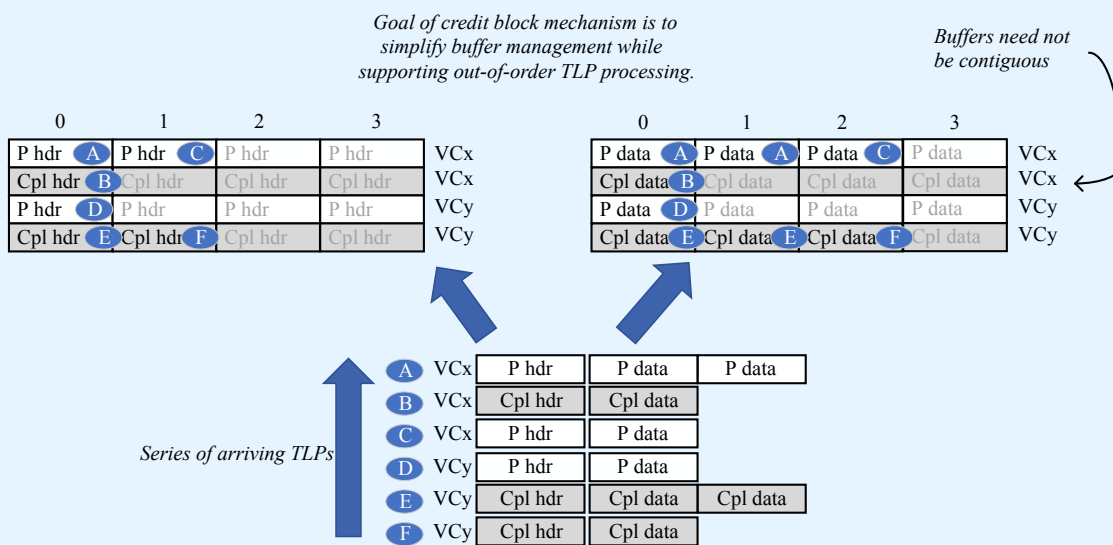 Goal of credit block mechanism is to
simplify buffer management while
supporting out-of-order TLP processing.
Buffers need not
be contiguous
0 1 2 3
P hdr A P hdr C P hdr P hdr VCx
Cpl hdr B Cpl hdr Cpl hdr Cpl hdr VCx
P hdr D P hdr P hdr P hdr VCy
Cpl hdr E Cpl hdr F Cpl hdr Cpl hdr VCy
0 1 2 3
P data A P data A P data C P data VCx
Cpl data B Cpl data Cpl data Cpl data VCx
P data D P data P data P data VCy
Cpl data E Cpl data E Cpl data F Cpl data VCy
Series of arriving TLPs
A VCx P hdr P data P data
B VCx Cpl hdr Cpl data
C VCx P hdr P data
D VCy P hdr P data
E VCy Cpl hdr Cpl data Cpl data
F VCy Cpl hdr Cpl data